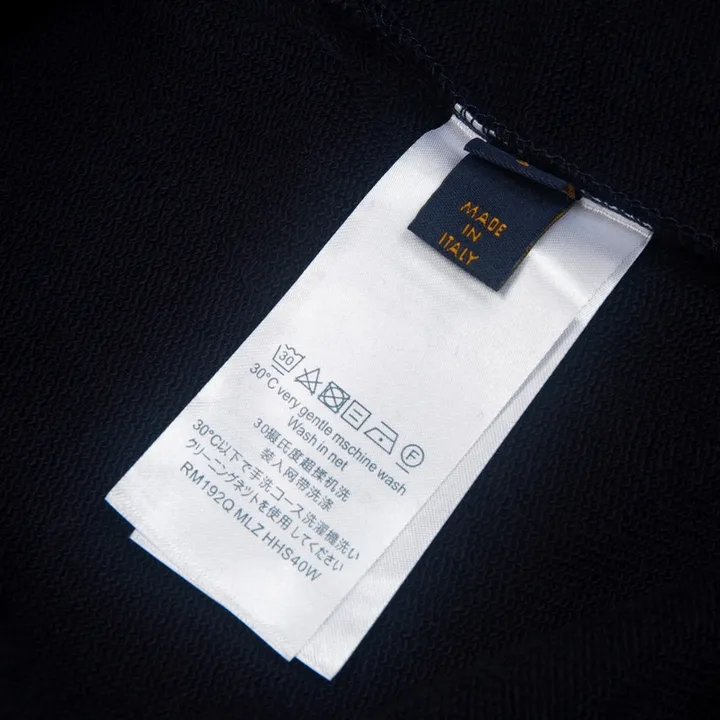 MADE
IN
ITALY
30
F
30°C very gentle mschine wash
Wash in net
30摄氏度超揉机洗
装入网带洗涤
30°C以下で手洗コース洗濯機洗い
クリーニングネットを使用してください
RM192Q MLZ HHS40W